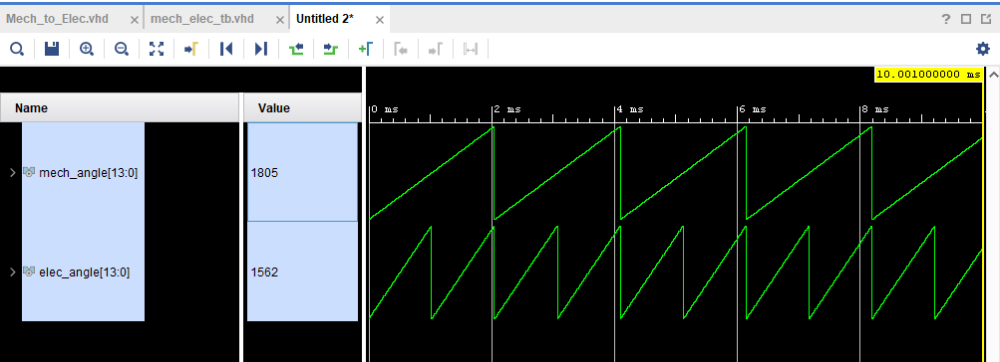 Mech_to_Elec.vhd × mech_elec_tb.vhd × Untitled 2* × ?
10.001000000 ms
Name Value 0 ms 2 ms 4 ms 6 ms 8 ms
mech_angle[13:0] 1805
elec_angle[13:0] 1562